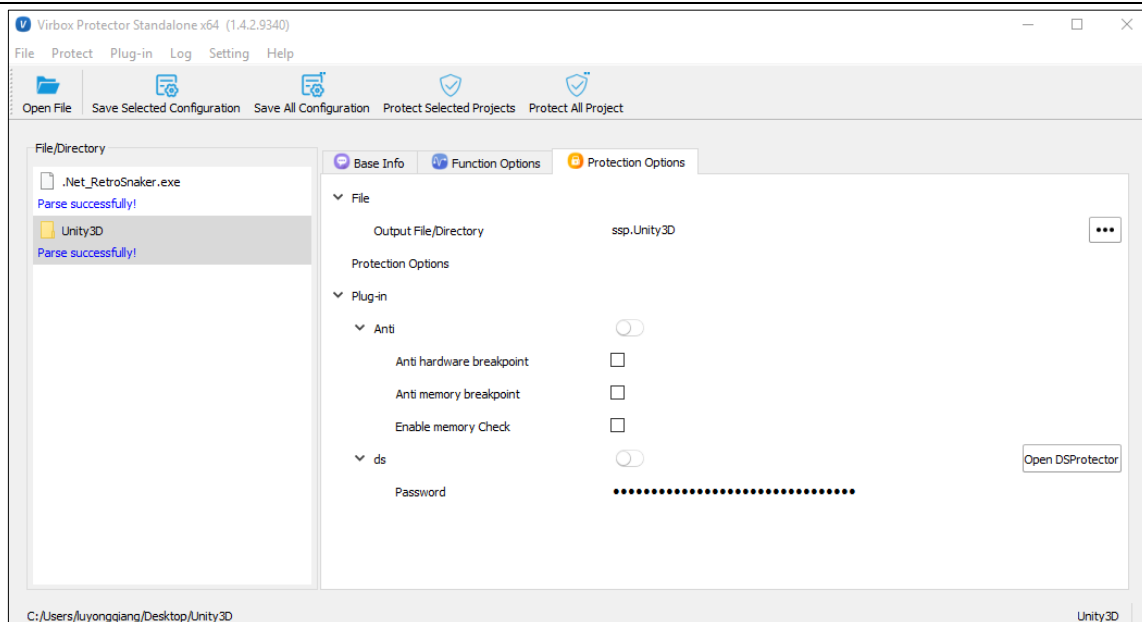 Virbox Protector Standalone x64 (1.4.2.9340)
File Protect Plug-in Log Setting Help
Open File Save Selected Configuration Save All Configuration Protect Selected Projects Protect All Project
File/Directory
.Net_RetroSnaker.exe
Parse successfully!
Unity3D
Parse successfully!
Base Info Function Options Protection Options
File
Output File/Directory ssp.Unity3D
Protection Options
Plug-in
Anti
Anti hardware breakpoint
Anti memory breakpoint
Enable memory Check
ds Open DSProtector
Password ••••••••••••••••••••••••••••••••
C:/Users/luyongqiang/Desktop/Unity3D Unity3D